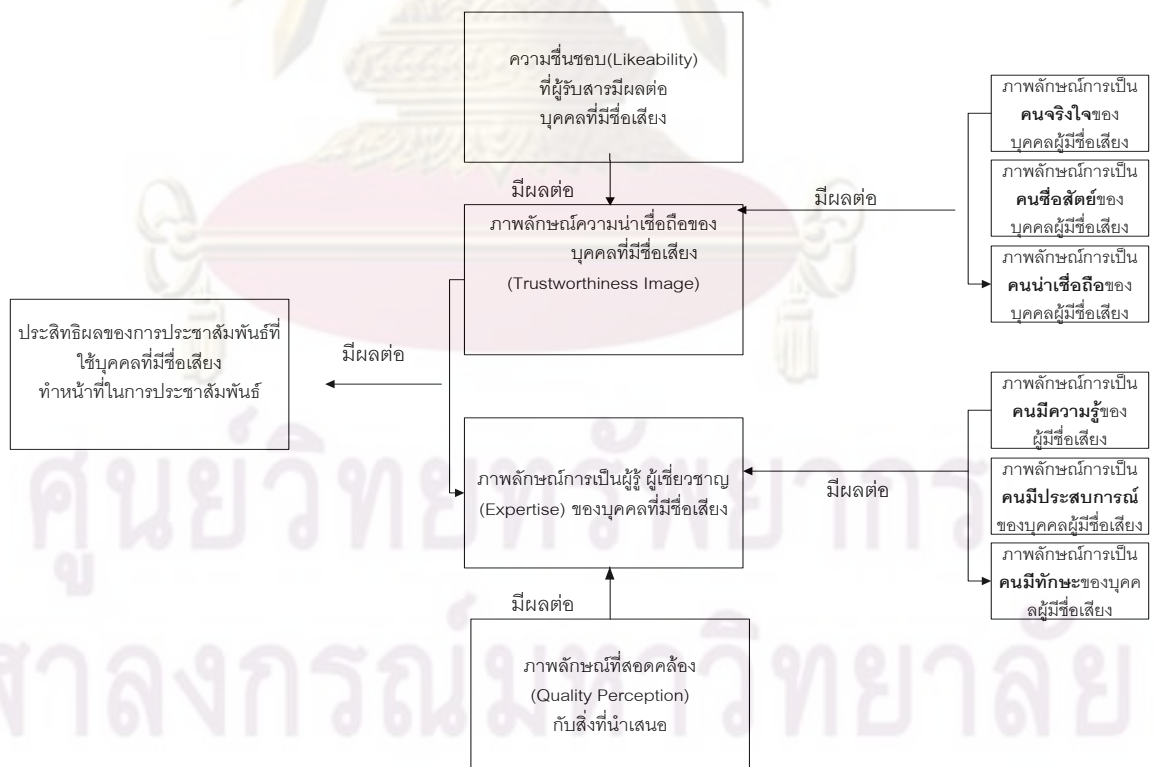 ความชื่นชอบ(Likeability)
ที่ผู้รับสารมีผลต่อ
บุคคลที่มีชื่อเสียง
มีผลต่อ
ภาพลักษณ์ความน่าเชื่อถือของ
บุคคลที่มีชื่อเสียง
(Trustworthiness Image)
มีผลต่อ
ภาพลักษณ์การเป็น
คนจริงใจของ
บุคคลผู้มีชื่อเสียง
ภาพลักษณ์การเป็น
คนซื่อสัตย์ของ
บุคคลผู้มีชื่อเสียง
ภาพลักษณ์การเป็น
คนน่าเชื่อถือของ
บุคคลผู้มีชื่อเสียง
ประสิทธิผลของการประชาสัมพันธ์ที่
ใช้บุคคลที่มีชื่อเสียง
ทำหน้าที่ในการประชาสัมพันธ์
มีผลต่อ
ภาพลักษณ์การเป็นผู้รู้ ผู้เชี่ยวชาญ
(Expertise) ของบุคคลที่มีชื่อเสียง
มีผลต่อ
ภาพลักษณ์การเป็น
คนมีความรู้ของ
ผู้มีชื่อเสียง
ภาพลักษณ์การเป็น
คนมีประสบการณ์
ของบุคคลผู้มีชื่อเสียง
ภาพลักษณ์การเป็น
คนมีทักษะของบุคค
ลผู้มีชื่อเสียง
มีผลต่อ
ภาพลักษณ์ที่สอดคล้อง
(Quality Perception)
กับสิ่งที่นำเสนอ
ศูนย์วิทยทรัพยากร
ฬาลงกรณ์มหาวิทยาลัย